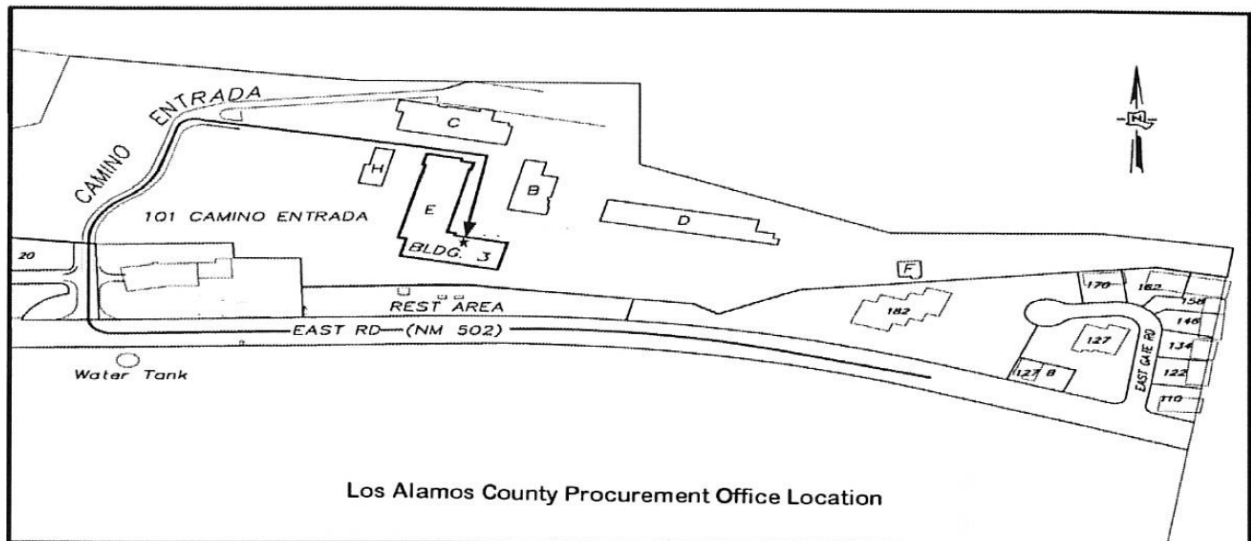 CAMINO ENTRADA
C
N
H
B
E
D
101 CAMINO ENTRADA
BLDG. 3
20
F
170
162
158
REST AREA
182
146
EAST RD (NM 502)
127
134
EAST GATE RD
Water Tank
127 B
122
110
Los Alamos County Procurement Office Location